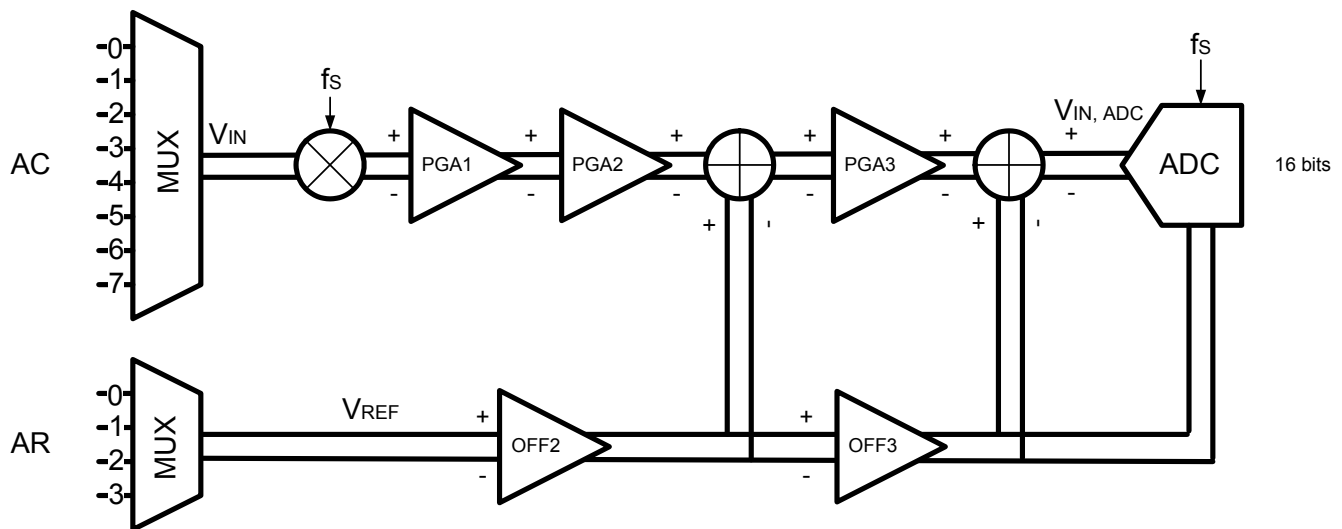 AC
0
1
2
3
4
5
6
7
MUX
VIN
fS
+
-
PGA1
+
-
PGA2
+
-
+
-
+
-
PGA3
+
-
+
-
VIN, ADC
+
-
fS
ADC
16 bits
AR
0
1
2
3
MUX
VREF
+
-
OFF2
+
-
OFF3